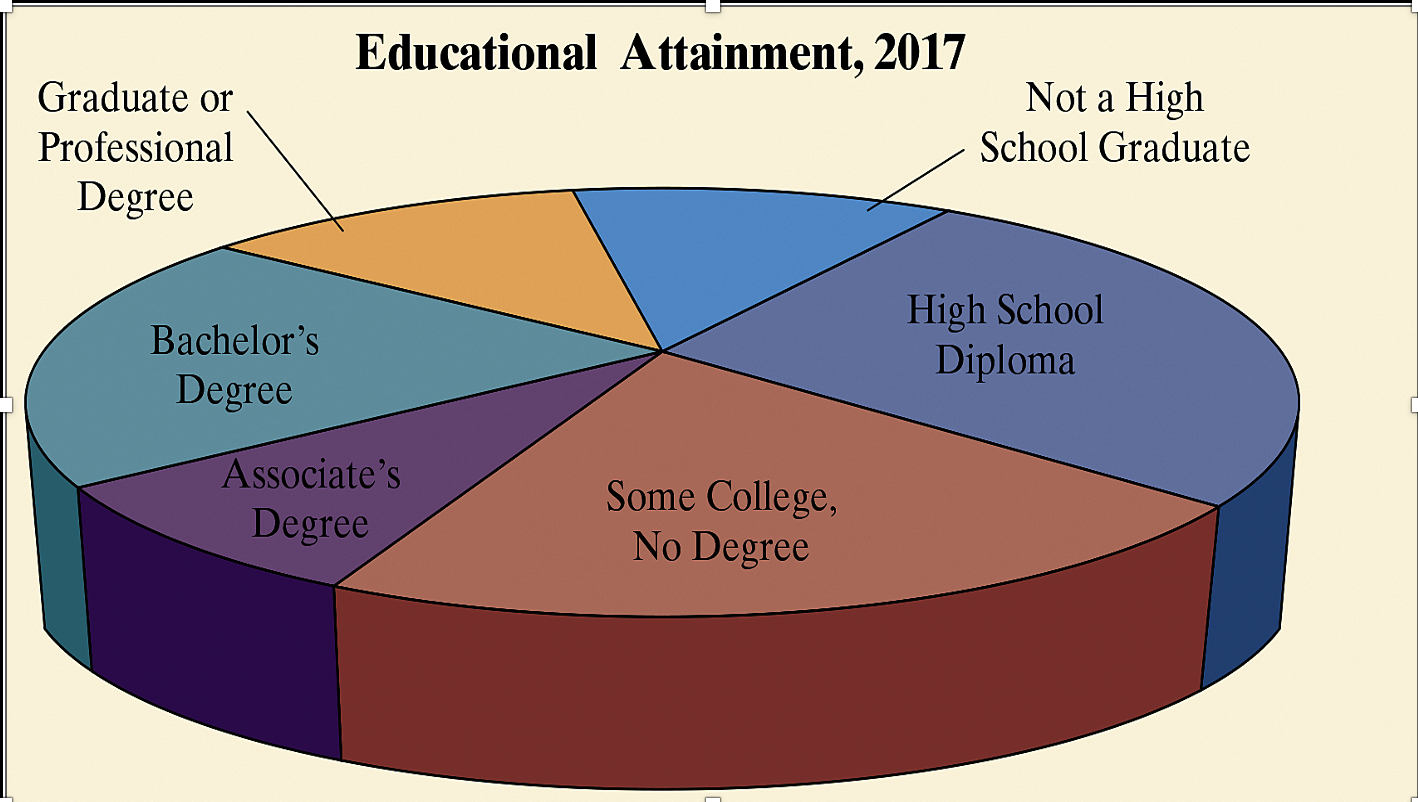 Educational Attainment, 2017
Graduate or
Professional
Degree
Not a High
School Graduate
High School
Diploma
Bachelor’s
Degree
Associate’s
Degree
Some College,
No Degree